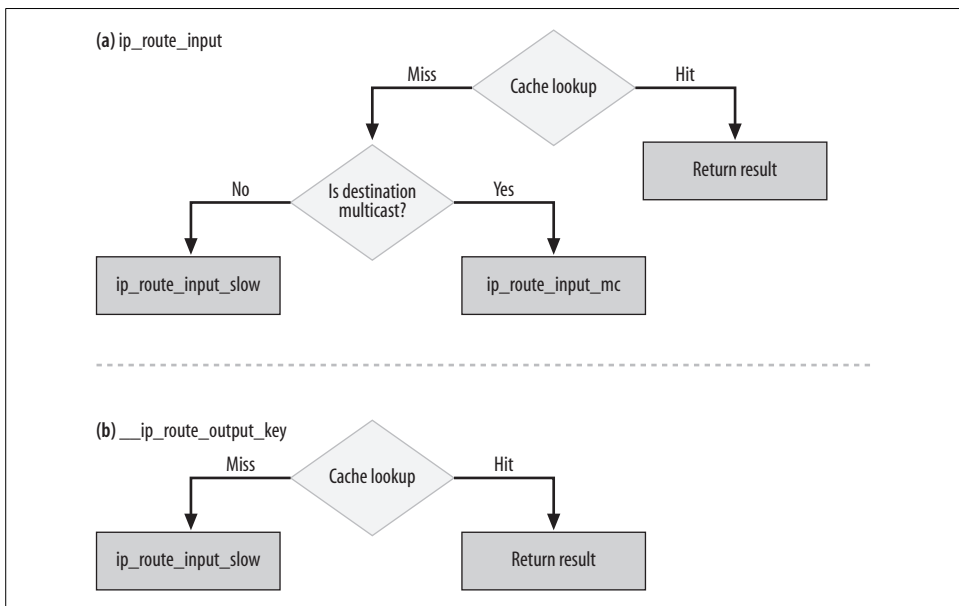 (a) ip_route_input
Miss
Cache lookup
Hit
Return result
No
Is destination
multicast?
Yes
ip_route_input_slow
ip_route_input_mc
(b) __ip_route_output_key
Miss
Cache lookup
Hit
ip_route_input_slow
Return result